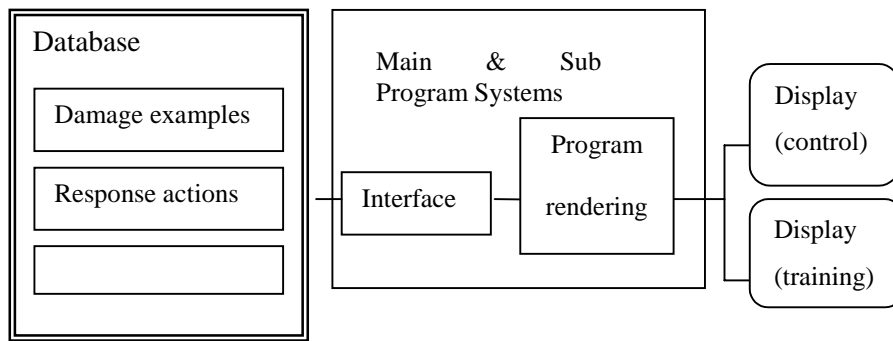 Database
Damage examples
Response actions
Main & Sub
Program Systems
Interface
Program
rendering
Display
(control)
Display
(training)